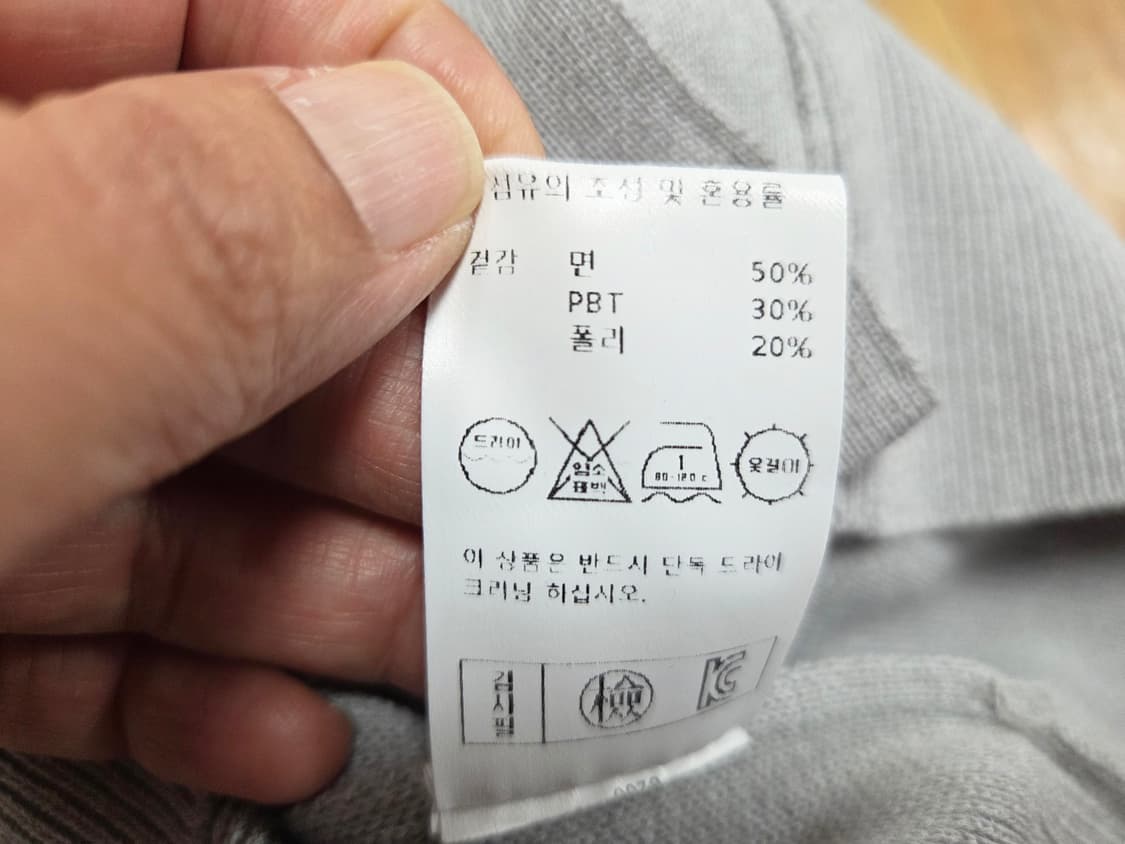 섬유의 조성 및 혼용률
겉감 면 50%
PBT 30%
폴리 20%
드라이
염소
표백
1
80-120℃
옷걸이
이 상품은 반드시 단독 드라이
크리닝 하십시오.
검사필
檢
KC